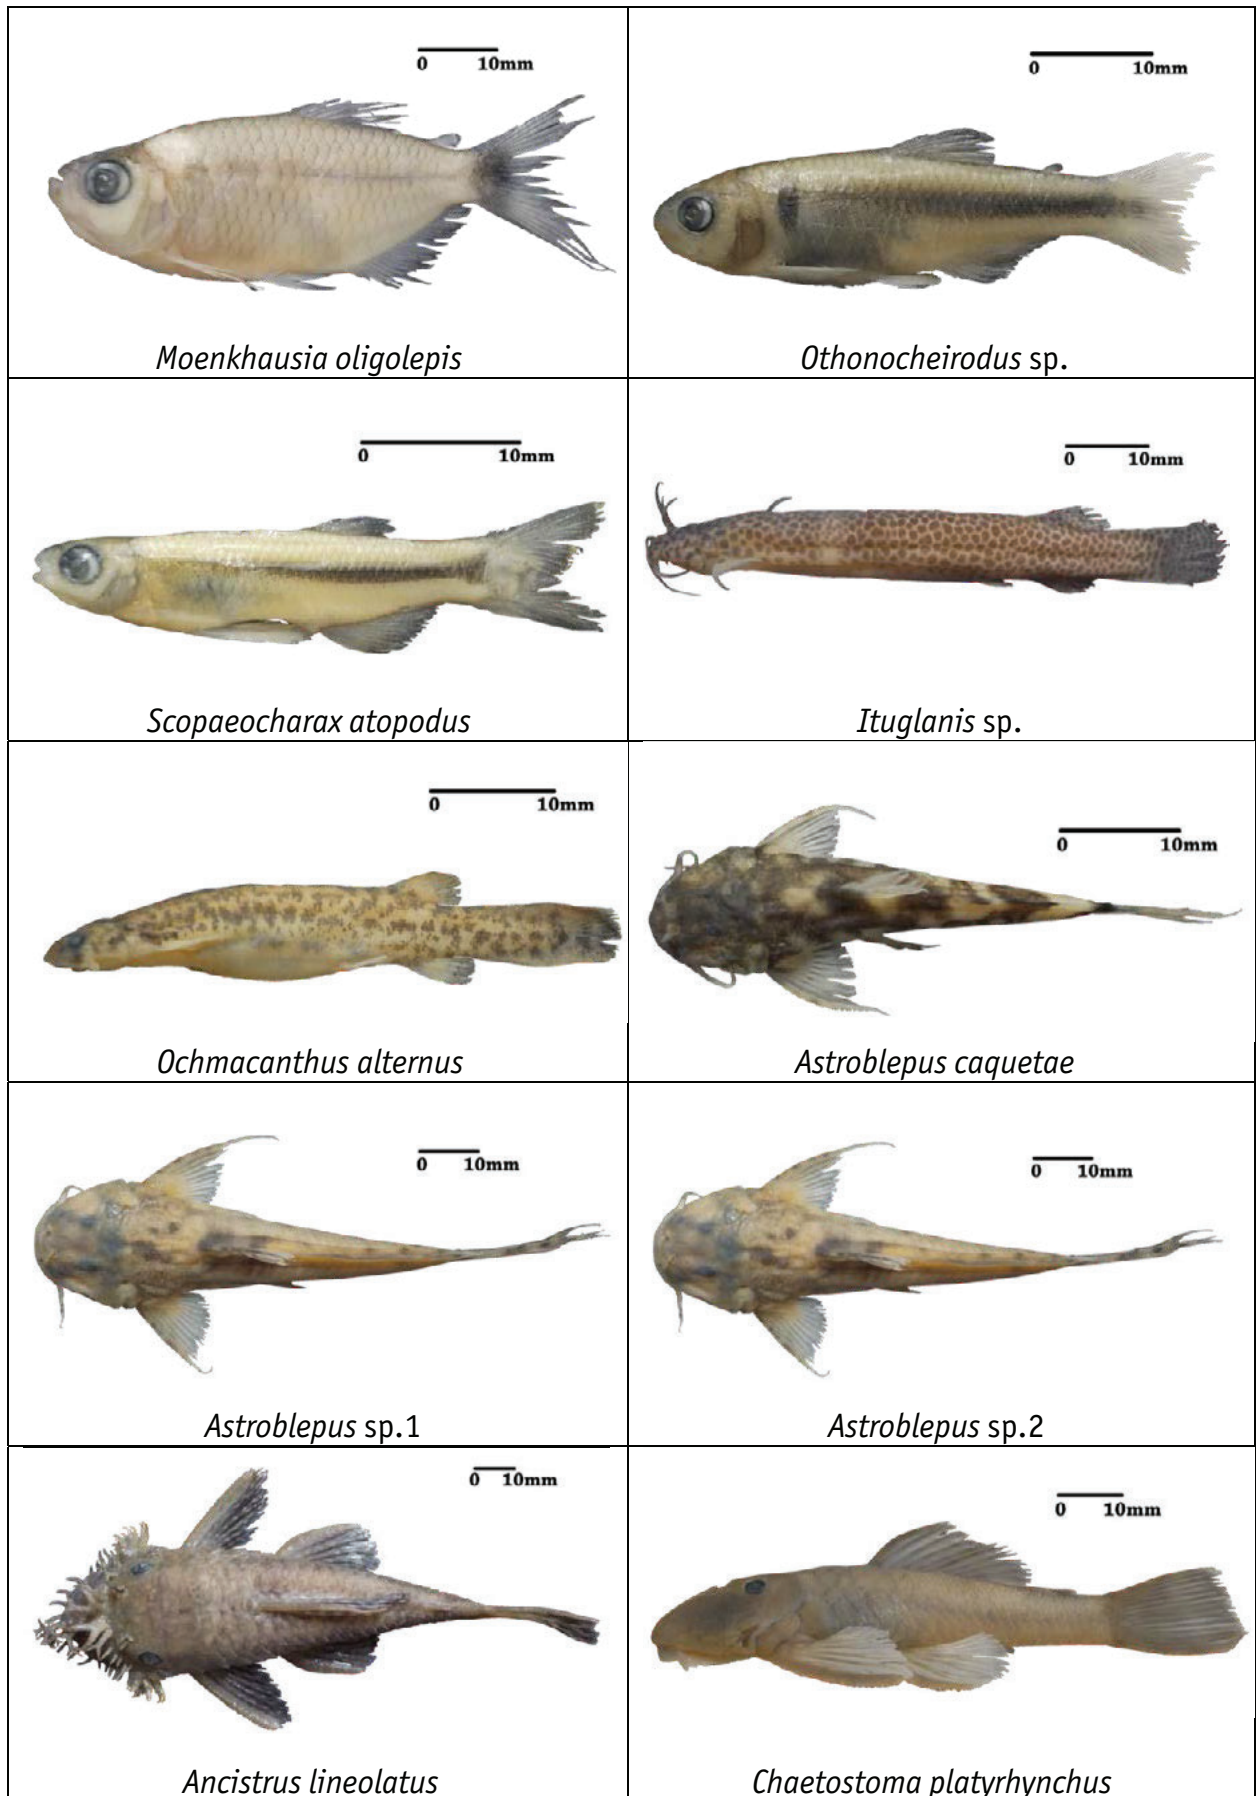 0 10mm
0 10mm
Moenkhausia oligolepis
Othonocheirodus sp.
0 10mm
0 10mm
Scopaeocharax atopodus
Ituglanis sp.
0 10mm
0 10mm
Ochmacanthus alternus
Astroblepus caquetae
0 10mm
0 10mm
Astroblepus sp.1
Astroblepus sp.2
0 10mm
0 10mm
Ancistrus lineolatus
Chaetostoma platyrhynchus